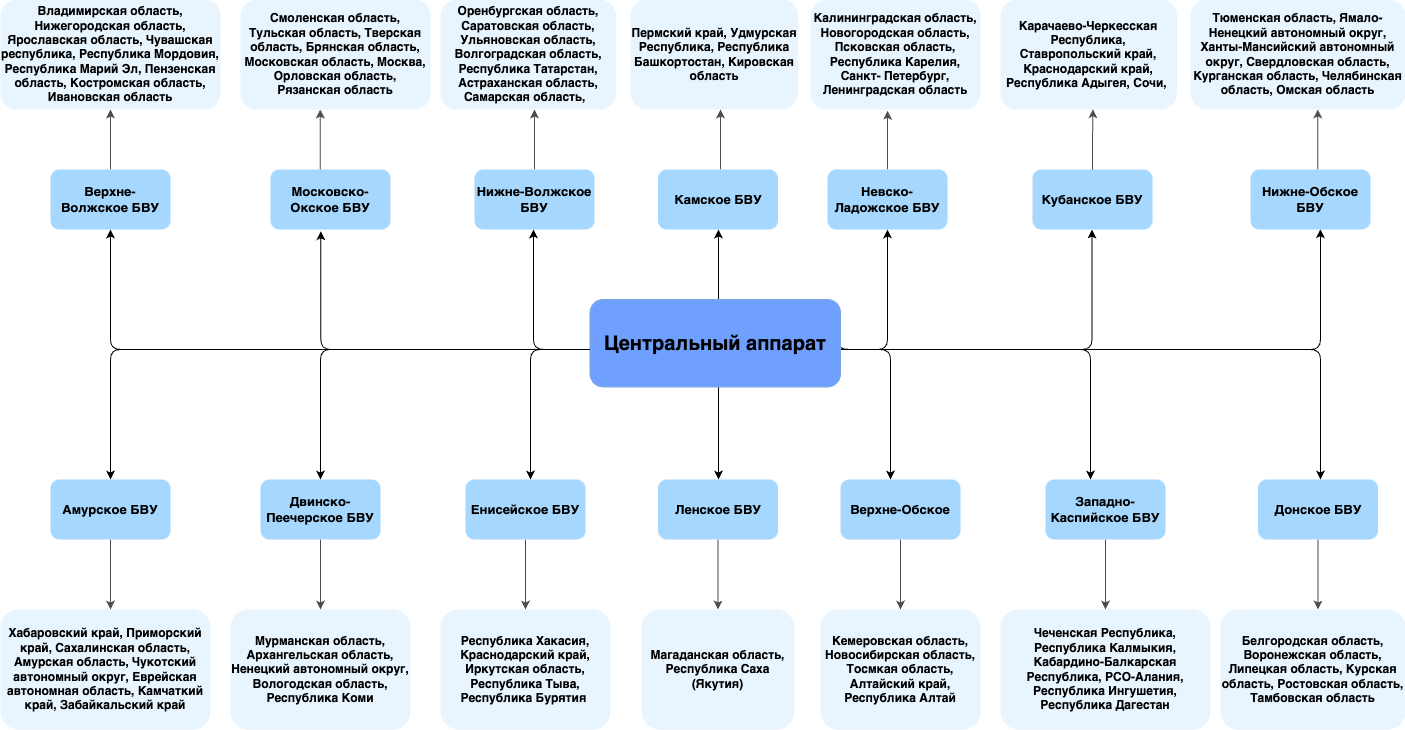 Владимирская область,
Нижегородская область,
Ярославская область, Чувашская
республика, Республика Мордовия,
Республика Марий Эл, Пензенская
область, Костромская область,
Ивановская область
Смоленская область,
Тульская область, Тверская
область, Брянская область,
Московская область, Москва,
Орловская область,
Рязанская область
Оренбургская область,
Саратовская область,
Ульяновская область,
Волгоградская область,
Республика Татарстан,
Астраханская область,
Самарская область,
Пермский край, Удмурская
Республика, Республика
Башкортостан, Кировская
область
Калининградская область,
Новогородская область,
Псковская область,
Республика Карелия,
Санкт- Петербург,
Ленинградская область
Карачаево-Черкесская
Республика,
Ставропольский край,
Краснодарский край,
Республика Адыгея, Сочи,
Тюменская область, Ямало-
Ненецкий автономный округ,
Ханты-Мансийский автономный
округ, Свердловская область,
Курганская область, Челябинская
область, Омская область
Верхне-
Волжское БВУ
Московско-
Окское БВУ
Нижне-Волжское
БВУ
Камское БВУ
Невско-
Ладожское БВУ
Кубанское БВУ
Нижне-Обское
БВУ
Центральный аппарат
Амурское БВУ
Двинско-
Пеечерское БВУ
Енисейское БВУ
Ленское БВУ
Верхне-Обское
Западно-
Каспийское БВУ
Донское БВУ
Хабаровский край, Приморский
край, Сахалинская область,
Амурская область, Чукотский
автономный округ, Еврейская
автономная область, Камчаткий
край, Забайкальский край
Мурманская область,
Архангельская область,
Ненецкий автономный округ,
Вологодская область,
Республика Коми
Республика Хакасия,
Краснодарский край,
Иркутская область,
Республика Тыва,
Республика Бурятия
Магаданская область,
Республика Саха
(Якутия)
Кемеровская область,
Новосибирская область,
Тосмкая область,
Алтайский край,
Республика Алтай
Чеченская Республика,
Республика Калмыкия,
Кабардино-Балкарская
Республика, РСО-Алания,
Республика Ингушетия,
Республика Дагестан
Белгородская область,
Воронежская область,
Липецкая область, Курская
область, Ростовская область,
Тамбовская область